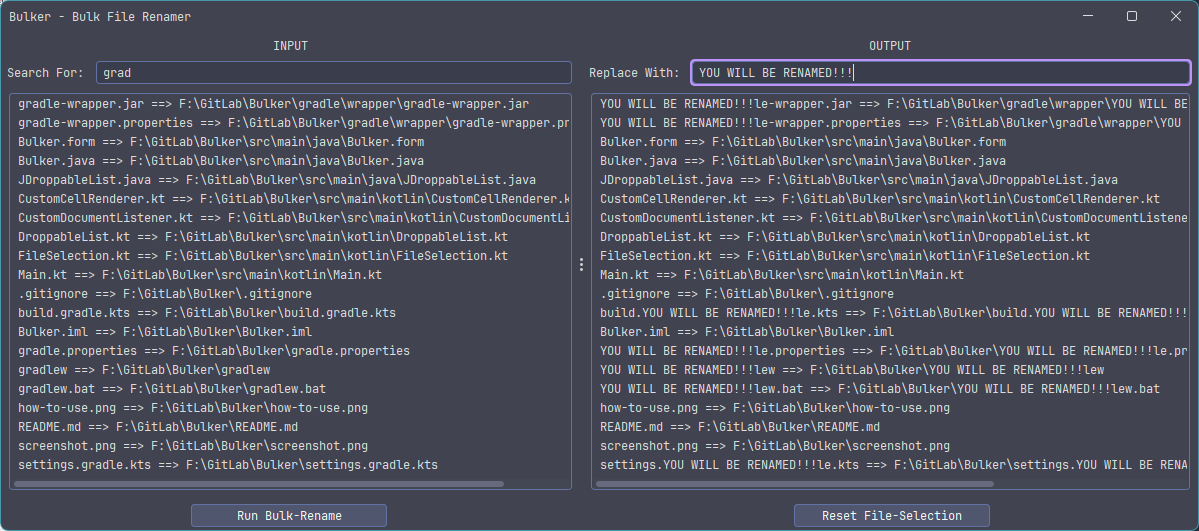 Bulker - Bulk File Renamer
INPUT
Search For: grad
gradle-wrapper.jar ==> F:\GitLab\Bulker\gradle\wrapper\gradle-wrapper.jar
gradle-wrapper.properties ==> F:\GitLab\Bulker\gradle\wrapper\gradle-wrapper.pr
Bulker.form ==> F:\GitLab\Bulker\src\main\java\Bulker.form
Bulker.java ==> F:\GitLab\Bulker\src\main\java\Bulker.java
JDroppableList.java ==> F:\GitLab\Bulker\src\main\java\JDroppableList.java
CustomCellRenderer.kt ==> F:\GitLab\Bulker\src\main\kotlin\CustomCellRenderer.k
CustomDocumentListener.kt ==> F:\GitLab\Bulker\src\main\kotlin\CustomDocumentLi
DroppableList.kt ==> F:\GitLab\Bulker\src\main\kotlin\DroppableList.kt
FileSelection.kt ==> F:\GitLab\Bulker\src\main\kotlin\FileSelection.kt
Main.kt ==> F:\GitLab\Bulker\src\main\kotlin\Main.kt
.gitignore ==> F:\GitLab\Bulker\.gitignore
build.gradle.kts ==> F:\GitLab\Bulker\build.gradle.kts
Bulker.iml ==> F:\GitLab\Bulker\Bulker.iml
gradle.properties ==> F:\GitLab\Bulker\gradle.properties
gradlew ==> F:\GitLab\Bulker\gradlew
gradlew.bat ==> F:\GitLab\Bulker\gradlew.bat
how-to-use.png ==> F:\GitLab\Bulker\how-to-use.png
README.md ==> F:\GitLab\Bulker\README.md
screenshot.png ==> F:\GitLab\Bulker\screenshot.png
settings.gradle.kts ==> F:\GitLab\Bulker\settings.gradle.kts
Run Bulk-Rename
OUTPUT
Replace With: YOU WILL BE RENAMED!!!
YOU WILL BE RENAMED!!!le-wrapper.jar ==> F:\GitLab\Bulker\gradle\wrapper\YOU WILL BE
YOU WILL BE RENAMED!!!le-wrapper.properties ==> F:\GitLab\Bulker\gradle\wrapper\YOU
Bulker.form ==> F:\GitLab\Bulker\src\main\java\Bulker.form
Bulker.java ==> F:\GitLab\Bulker\src\main\java\Bulker.java
JDroppableList.java ==> F:\GitLab\Bulker\src\main\java\JDroppableList.java
CustomCellRenderer.kt ==> F:\GitLab\Bulker\src\main\kotlin\CustomCellRenderer.kt
CustomDocumentListener.kt ==> F:\GitLab\Bulker\src\main\kotlin\CustomDocumentListene
DroppableList.kt ==> F:\GitLab\Bulker\src\main\kotlin\DroppableList.kt
FileSelection.kt ==> F:\GitLab\Bulker\src\main\kotlin\FileSelection.kt
Main.kt ==> F:\GitLab\Bulker\src\main\kotlin\Main.kt
.gitignore ==> F:\GitLab\Bulker\.gitignore
build.YOU WILL BE RENAMED!!!le.kts ==> F:\GitLab\Bulker\build.YOU WILL BE RENAMED!!!
Bulker.iml ==> F:\GitLab\Bulker\Bulker.iml
YOU WILL BE RENAMED!!!le.properties ==> F:\GitLab\Bulker\YOU WILL BE RENAMED!!!le.pr
YOU WILL BE RENAMED!!!lew ==> F:\GitLab\Bulker\YOU WILL BE RENAMED!!!lew
YOU WILL BE RENAMED!!!lew.bat ==> F:\GitLab\Bulker\YOU WILL BE RENAMED!!!lew.bat
how-to-use.png ==> F:\GitLab\Bulker\how-to-use.png
README.md ==> F:\GitLab\Bulker\README.md
screenshot.png ==> F:\GitLab\Bulker\screenshot.png
settings.YOU WILL BE RENAMED!!!le.kts ==> F:\GitLab\Bulker\settings.YOU WILL BE RENA
Reset File-Selection